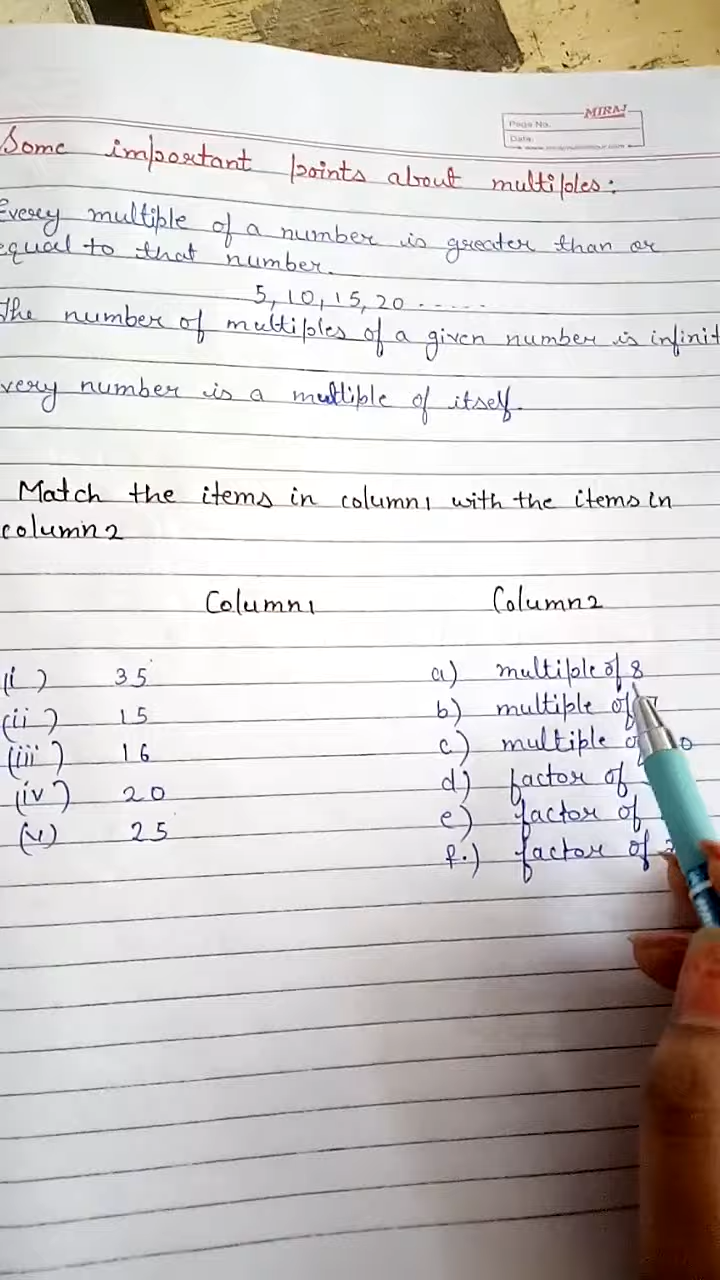 MIRAJ
Page No.
Date:
Some important points about multiples:
Every multiple of a number is greater than or
equal to that number.
5, 10, 15, 20 ......
The number of multiples of a given number is infinit
very number is a multiple of itself.
Match the items in column1 with the items in
column2
Column1 Column2
(i) 35 a) multiple of 8
(ii) 15 b) multiple of
(iii) 16 c) multiple
(iv) 20 d) factor of
(v) 25 e) factor of
f.) factor of